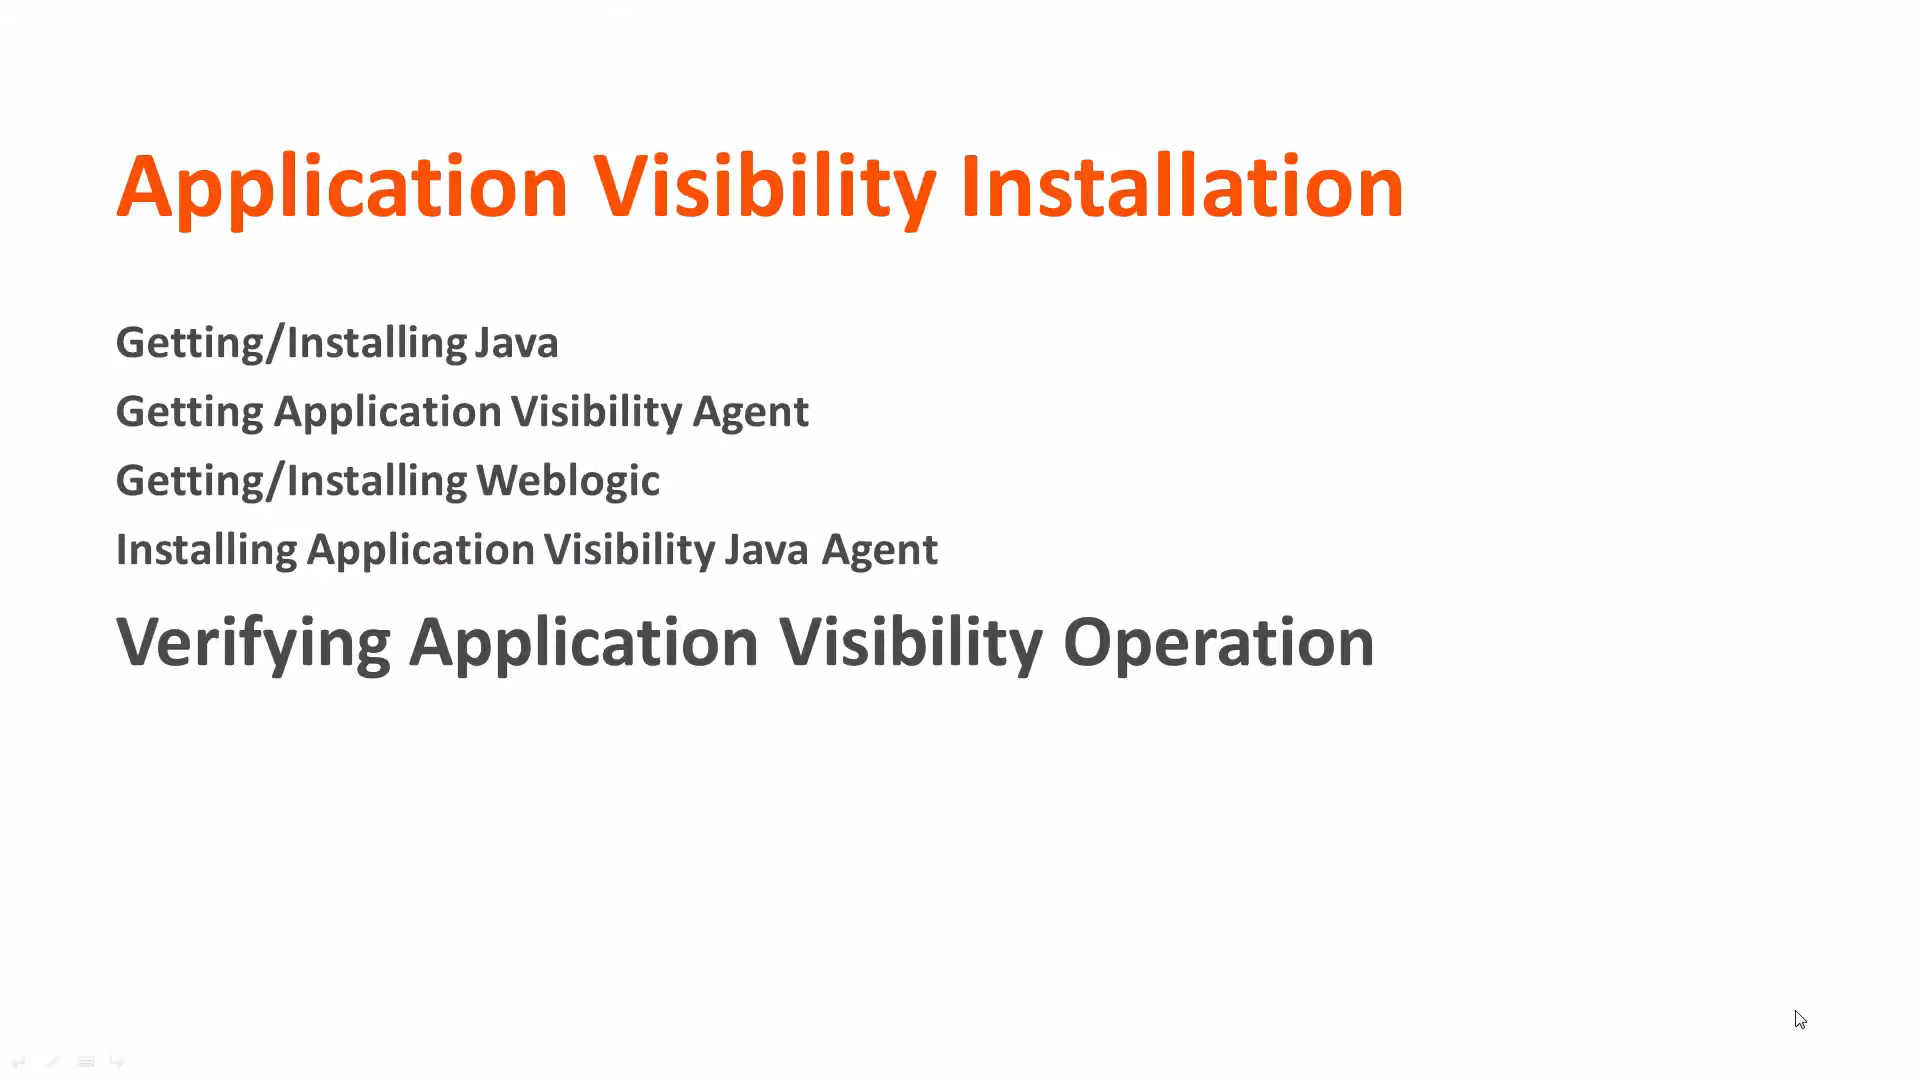 Application Visibility Installation
Getting/Installing Java
Getting Application Visibility Agent
Getting/Installing Weblogic
Installing Application Visibility Java Agent
Verifying Application Visibility Operation